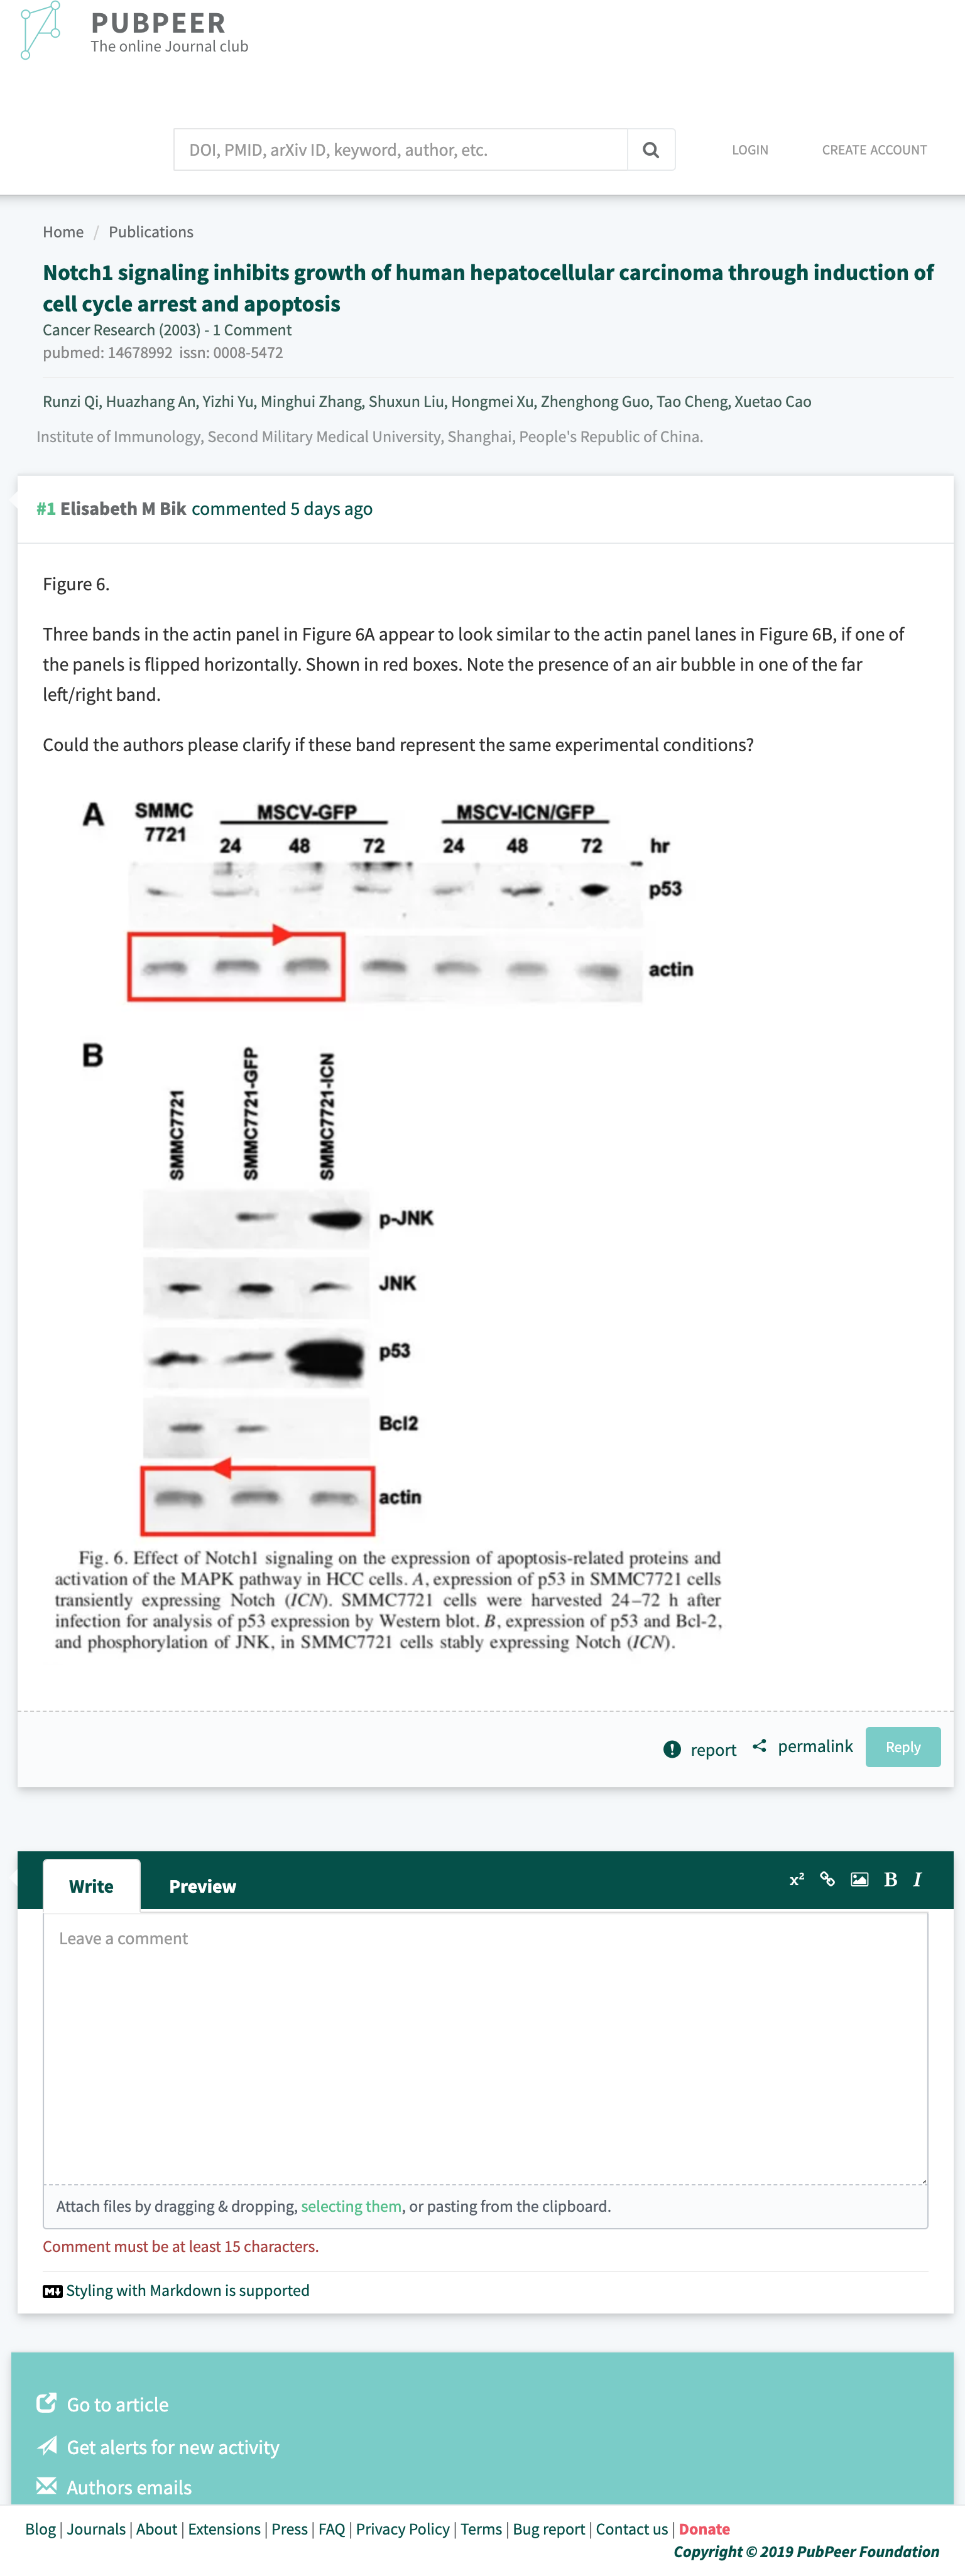 PUBPEER
The online Journal club
DOI, PMID, arXiv ID, keyword, author, etc.
LOGIN
CREATE ACCOUNT
Home / Publications
Notch1 signaling inhibits growth of human hepatocellular carcinoma through induction of
cell cycle arrest and apoptosis
Cancer Research (2003) - 1 Comment
pubmed: 14678992 issn: 0008-5472
Runzi Qi, Huazhang An, Yizhi Yu, Minghui Zhang, Shuxun Liu, Hongmei Xu, Zhenghong Guo, Tao Cheng, Xuetao Cao
Institute of Immunology, Second Military Medical University, Shanghai, People's Republic of China.
#1 Elisabeth M Bik commented 5 days ago
Figure 6.
Three bands in the actin panel in Figure 6A appear to look similar to the actin panel lanes in Figure 6B, if one of
the panels is flipped horizontally. Shown in red boxes. Note the presence of an air bubble in one of the far
left/right band.
Could the authors please clarify if these band represent the same experimental conditions?
A
SMMC
7721
MSCV-GFP
MSCV-ICN/GFP
24 48 72 24 48 72 hr
p53
actin
B
SMMC7721
SMMC7721-GFP
SMMC7721-ICN
p-JNK
JNK
p53
Bcl2
actin
Fig. 6. Effect of Notch1 signaling on the expression of apoptosis-related proteins and
activation of the MAPK pathway in HCC cells. A, expression of p53 in SMMC7721 cells
transiently expressing Notch (ICN). SMMC7721 cells were harvested 24–72 h after
infection for analysis of p53 expression by Western blot. B, expression of p53 and Bcl-2,
and phosphorylation of JNK, in SMMC7721 cells stably expressing Notch (ICN).
report
permalink
Reply
Write
Preview
x² B I
Leave a comment
Attach files by dragging & dropping, selecting them, or pasting from the clipboard.
Comment must be at least 15 characters.
M Styling with Markdown is supported
Go to article
Get alerts for new activity
Authors emails
Blog | Journals | About | Extensions | Press | FAQ | Privacy Policy | Terms | Bug report | Contact us | Donate
Copyright © 2019 PubPeer Foundation